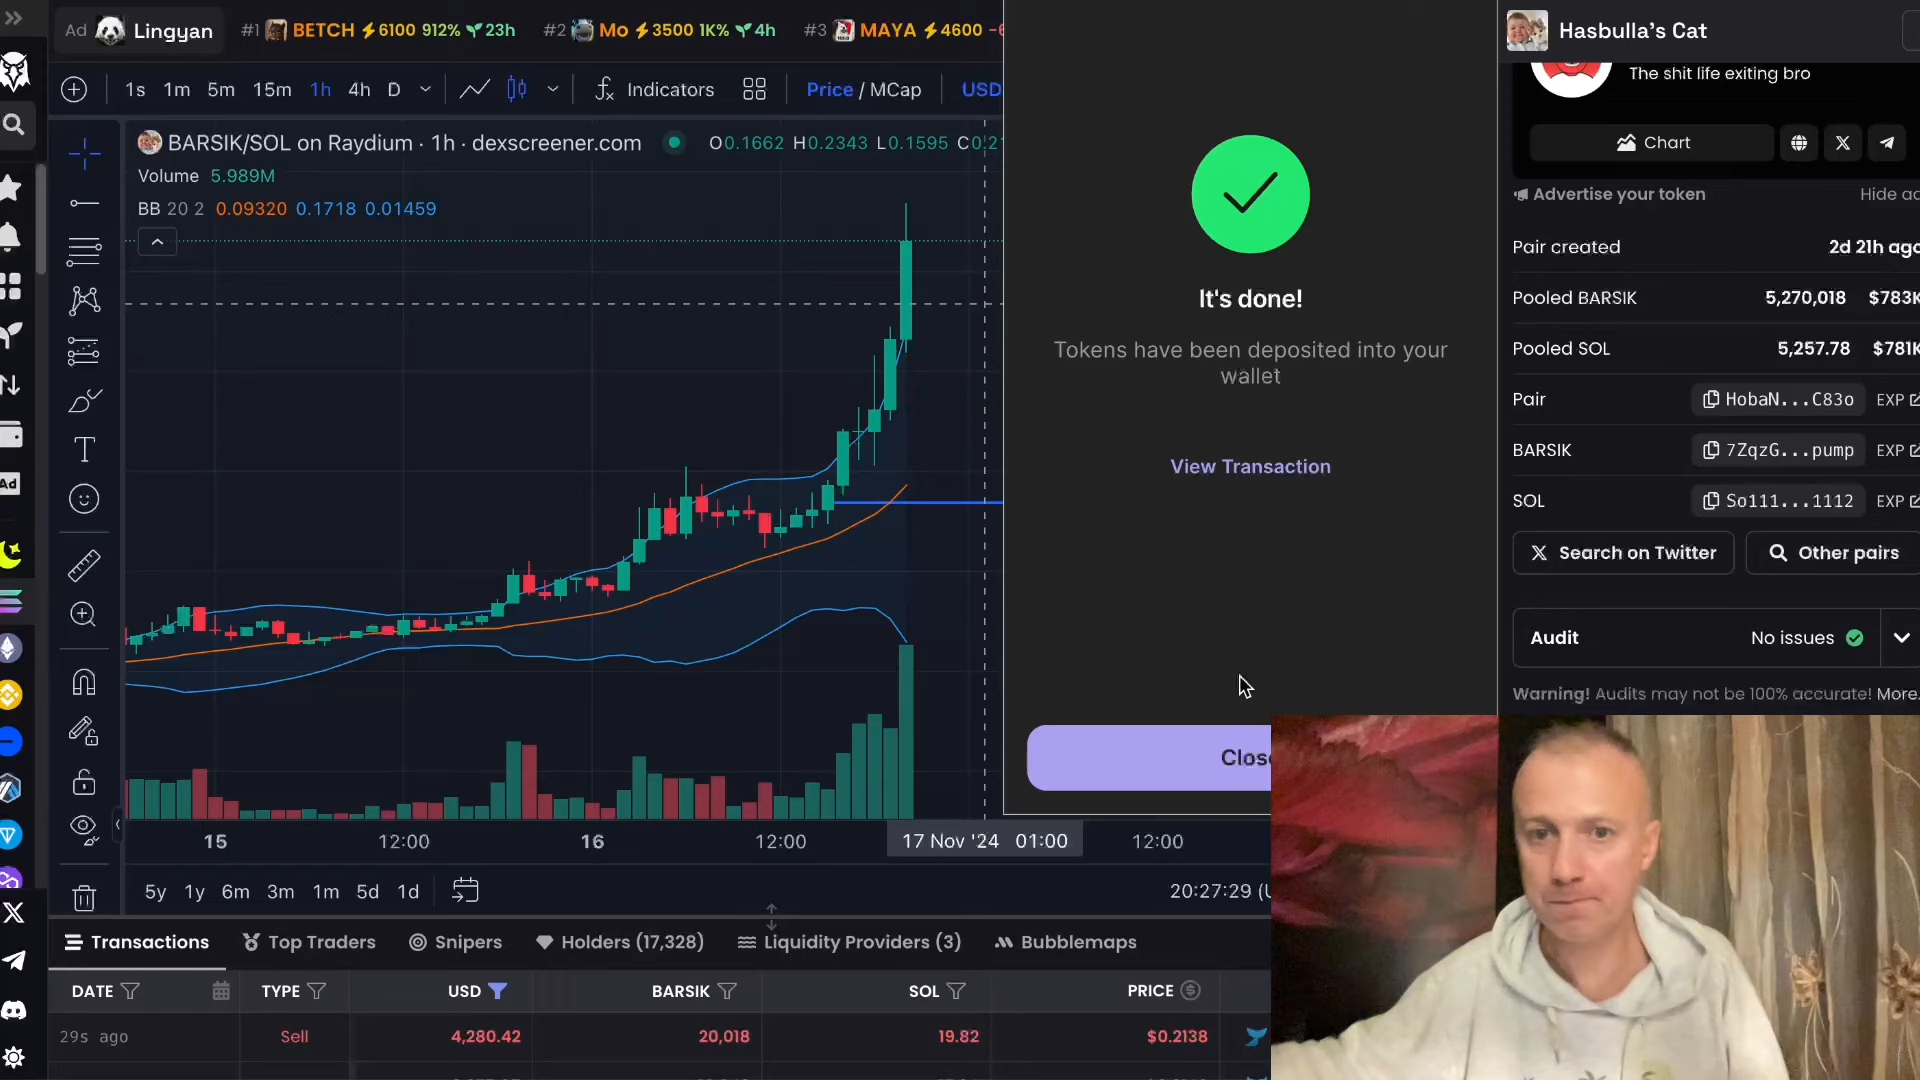 Ad Lingyan #1 BETCH 6100 912% 23h #2 Mo 3500 1K% 4h #3 MAYA 4600
1s 1m 5m 15m 1h 4h D Indicators Price / MCap USD
BARSIK/SOL on Raydium · 1h · dexscreener.com O0.1662 H0.2343 L0.1595
Volume 5.989M
BB 20 2 0.09320 0.1718 0.01459
15 12:00 16 12:00 17 Nov '24 01:00 12:00
5y 1y 6m 3m 1m 5d 1d 20:27:29
Transactions Top Traders Snipers Holders (17,328) Liquidity Providers (3) Bubblemaps
DATE TYPE USD BARSIK SOL PRICE
29s ago Sell 4,280.42 20,018 19.82 $0.2138
Ad
It's done!
Tokens have been deposited into your
wallet
View Transaction
Close
Hasbulla's Cat
The shit life exiting bro
Chart
Advertise your token Hide
Pair created 2d 21h ago
Pooled BARSIK 5,270,018 $783K
Pooled SOL 5,257.78 $781K
Pair HobaN...C83o EXP
BARSIK 7ZqzG...pump EXP
SOL So111...1112 EXP
Search on Twitter Other pairs
Audit No issues
Warning! Audits may not be 100% accurate! More